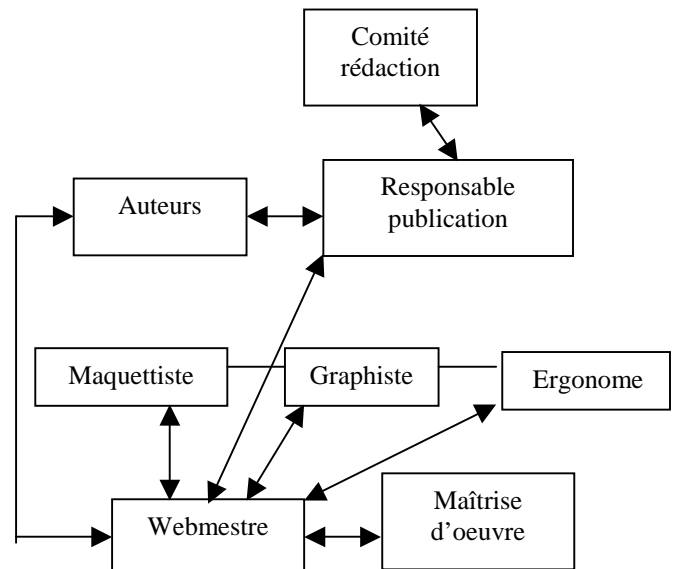 Comité
rédaction
Auteurs
Responsable
publication
Maquettiste
Graphiste
Ergonome
Webmestre
Maîtrise
d'oeuvre